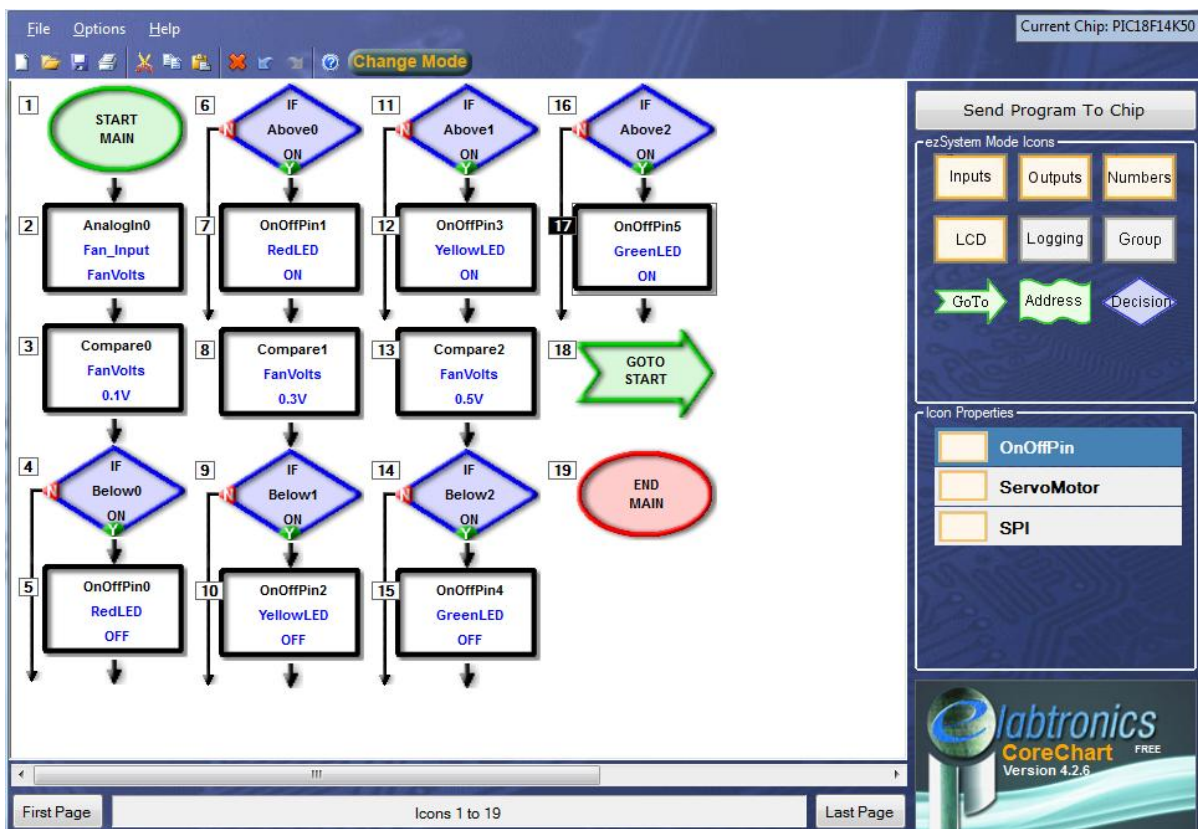 File Options Help
Current Chip: PIC18F14K50
Change Mode
1
START
MAIN
2
AnalogIn0
Fan_Input
FanVolts
3
Compare0
FanVolts
0.1V
4
IF
Below0
ON
N
Y
5
OnOffPin0
RedLED
OFF
6
IF
Above0
ON
N
Y
7
OnOffPin1
RedLED
ON
8
Compare1
FanVolts
0.3V
9
IF
Below1
ON
N
Y
10
OnOffPin2
YellowLED
OFF
11
IF
Above1
ON
N
Y
12
OnOffPin3
YellowLED
ON
13
Compare2
FanVolts
0.5V
14
IF
Below2
ON
N
Y
15
OnOffPin4
GreenLED
OFF
16
IF
Above2
ON
N
Y
17
OnOffPin5
GreenLED
ON
18
GOTO
START
19
END
MAIN
First Page
Icons 1 to 19
Last Page
Send Program To Chip
ezSystem Mode Icons
Inputs Outputs Numbers
LCD Logging Group
GoTo Address Decision
Icon Properties
OnOffPin
ServoMotor
SPI
elabtronics
CoreChart FREE
Version 4.2.6